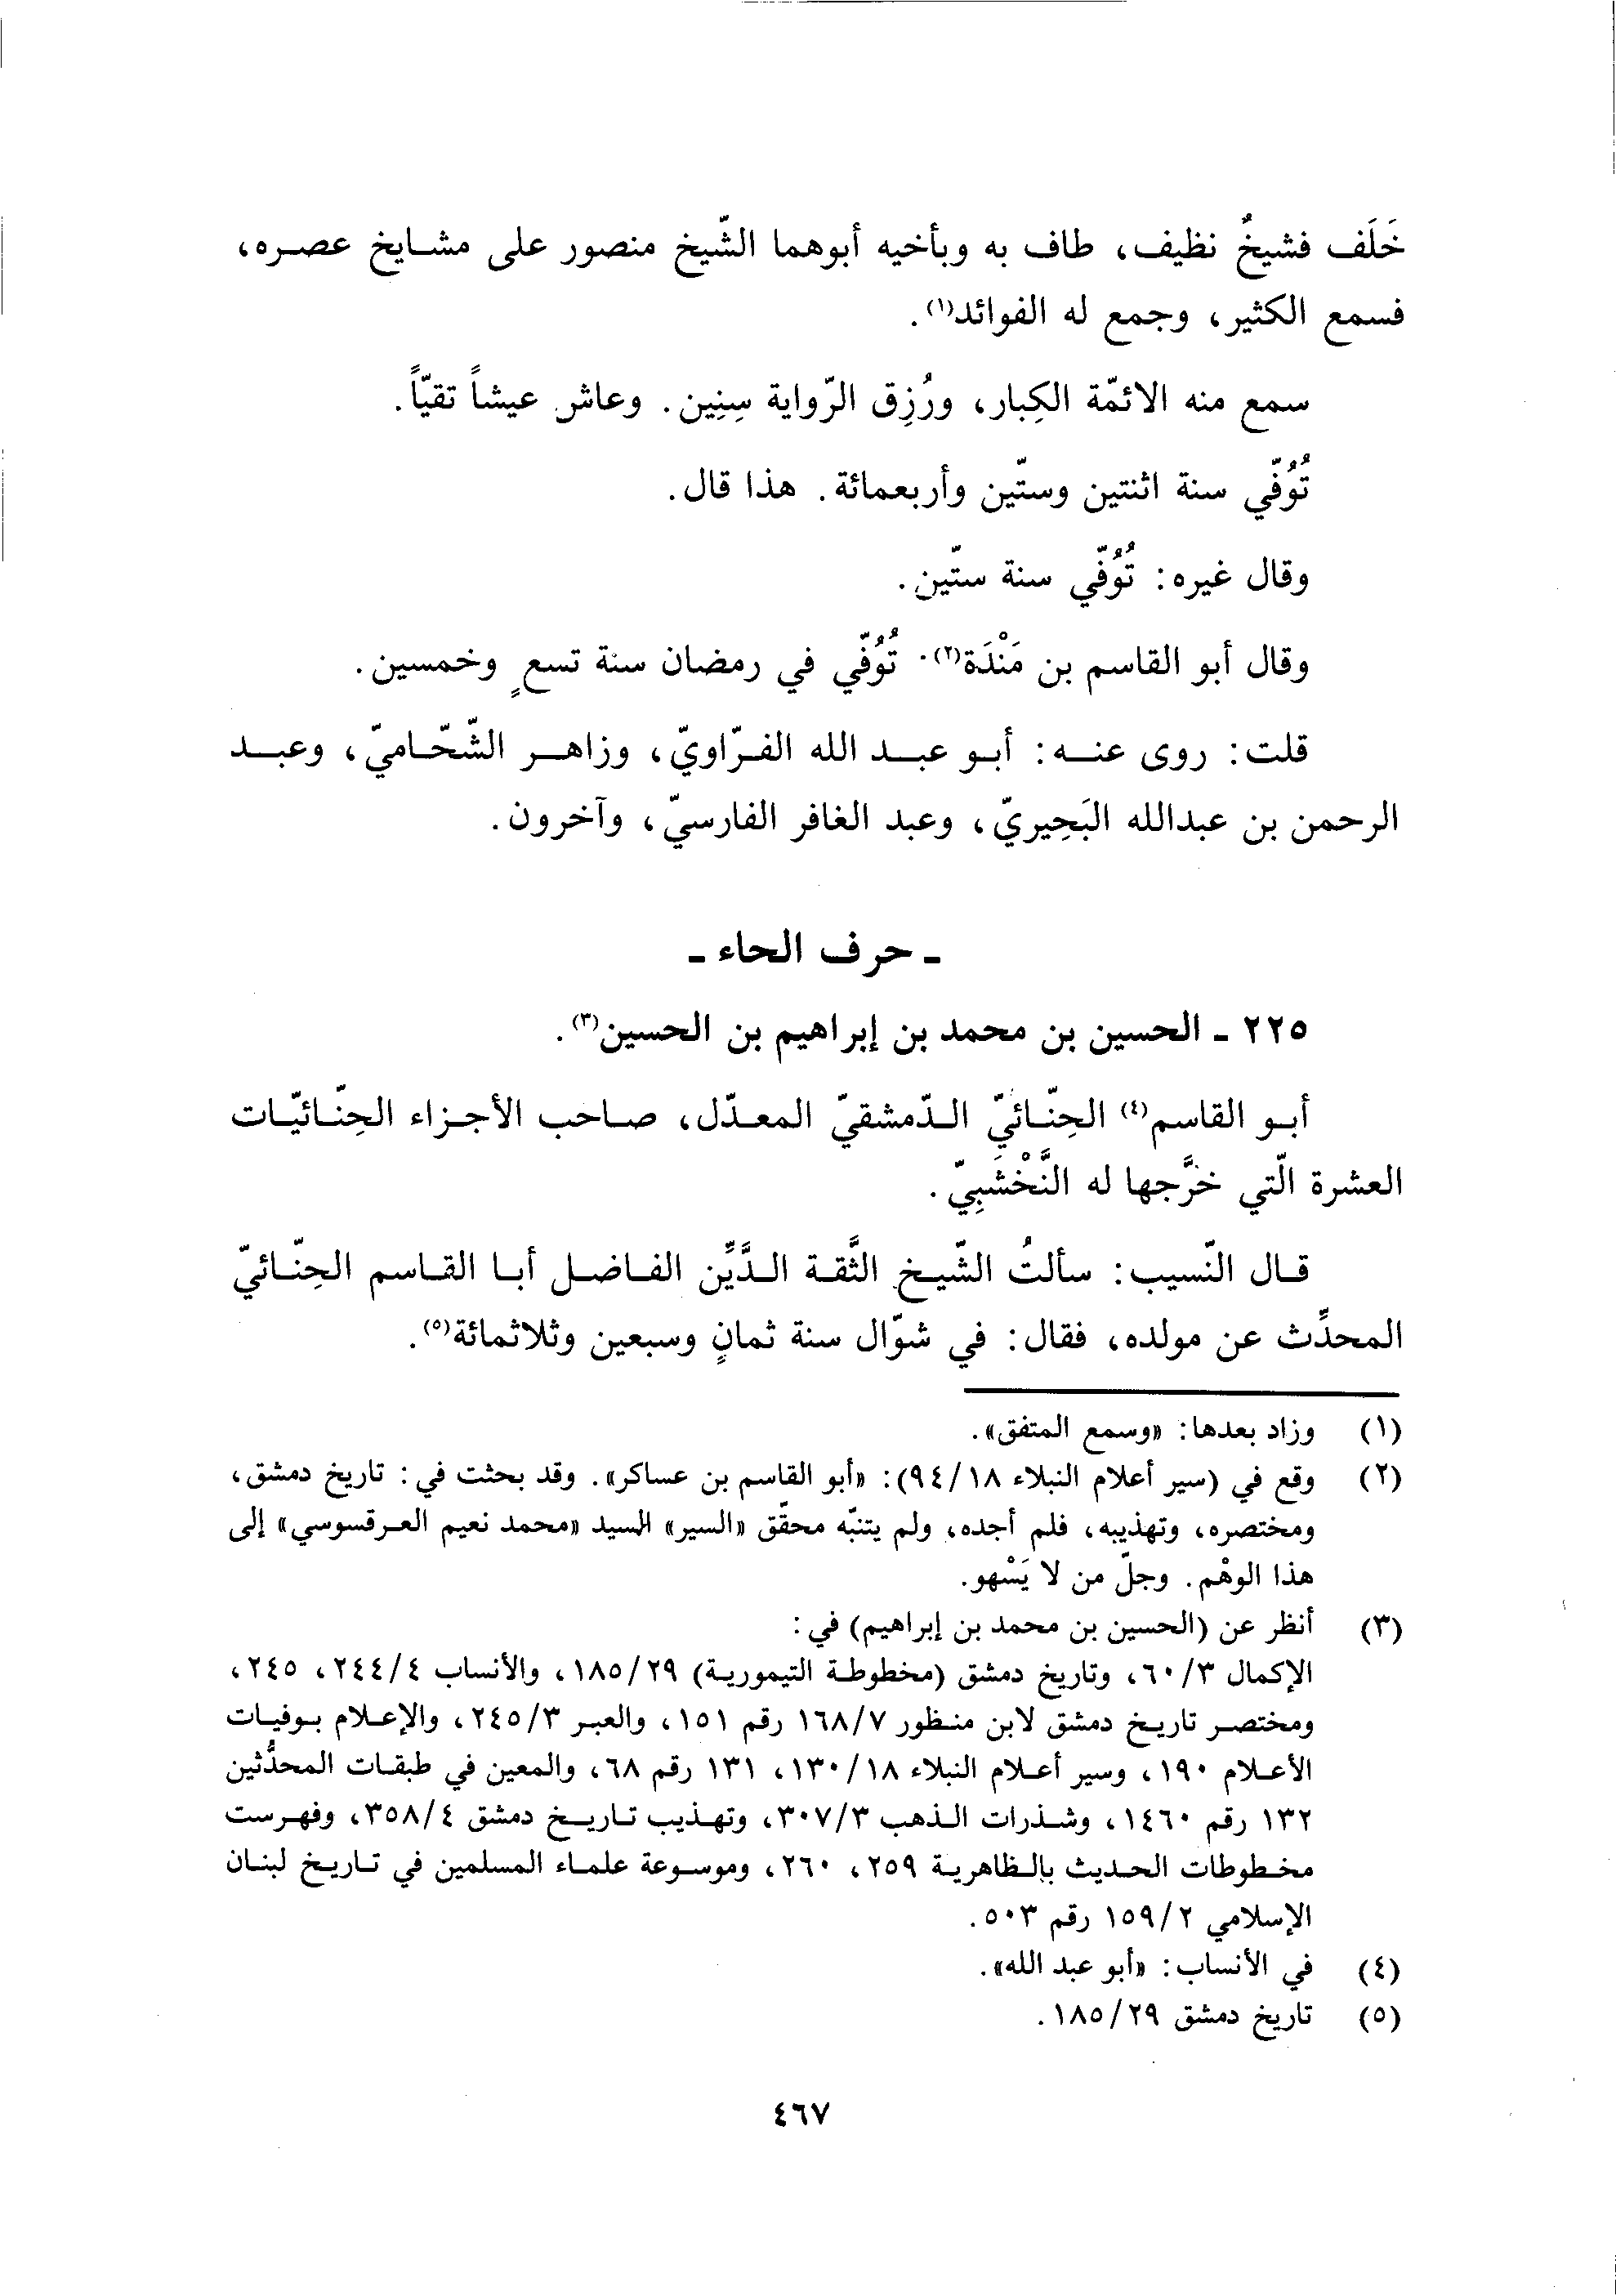 خَلَف فشيخٌ نظيف، طاف به وبأخيه أبوهما الشّيخ منصور على مشايخ عصره،
فسمع الكثير، وجمع له الفوائد(١).
سمع منه الائمّة الكِبار، ورُزِق الرّواية سِنِين. وعاش عيشاً تقيّاً.
تُوُفّي سنة اثنتين وستّين وأربعمائة. هذا قال.
وقال غيره: تُوُفّي سنة ستّين.
وقال أبو القاسم بن مَنْدَة(٢). تُوُفّي في رمضان سنة تسعٍ وخمسين.
قلت: روى عنه: أبو عبد الله الفرّاويّ، وزاهر الشّحّاميّ، وعبد
الرحمن بن عبدالله البَحِيريّ، وعبد الغافر الفارسيّ، وآخرون.
ـ حرف الحاء ـ
٢٢٥ ـ الحسين بن محمد بن إبراهيم بن الحسين(٣).
أبو القاسم(٤) الحِنّائيّ الدّمشقيّ المعدّل، صاحب الأجزاء الحِنّائيّات
العشرة الّتي خرَّجها له النَّخْشَبِيّ.
قال النّسيب: سألتُ الشّيخ الثَّقة الدَّيِّن الفاضل أبا القاسم الحِنّائيّ
المحدِّث عن مولده، فقال: في شوّال سنة ثمانٍ وسبعين وثلاثمائة(٥).
(١) وزاد بعدها: «وسمع المتفق».
(٢) وقع في (سير أعلام النبلاء ٩٤/١٨): «أبو القاسم بن عساكر». وقد بحثت في: تاريخ دمشق،
ومختصره، وتهذيبه، فلم أجده، ولم يتنبّه محقّق «السير» السيد «محمد نعيم العرقسوسي» إلى
هذا الوهْم. وجلّ من لا يَسْهو.
(٣) أنظر عن (الحسين بن محمد بن إبراهيم) في:
الإكمال ٦٠/٣، وتاريخ دمشق (مخطوطة التيمورية) ١٨٥/٢٩، والأنساب ٢٤٤/٤، ٢٤٥،
ومختصر تاريخ دمشق لابن منظور ١٦٨/٧ رقم ١٥١، والعبر ٢٤٥/٣، والإعلام بوفيات
الأعلام ١٩٠، وسير أعلام النبلاء ١٣٠/١٨، ١٣١ رقم ٦٨، والمعين في طبقات المحدّثين
١٣٢ رقم ١٤٦٠، وشذرات الذهب ٣٠٧/٣، وتهذيب تاريخ دمشق ٣٥٨/٤، وفهرست
مخطوطات الحديث بالظاهرية ٢٥٩، ٢٦٠، وموسوعة علماء المسلمين في تاريخ لبنان
الإسلامي ١٥٩/٢ رقم ٥٠٣.
(٤) في الأنساب: «أبو عبد الله».
(٥) تاريخ دمشق ١٨٥/٢٩.
٤٦٧